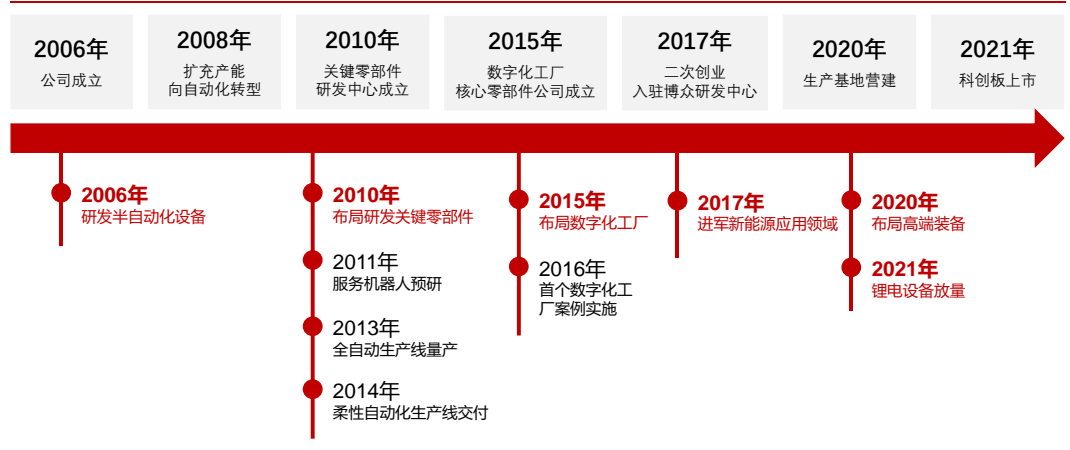 2006年
公司成立
2008年
扩充产能
向自动化转型
2010年
关键零部件
研发中心成立
2015年
数字化工厂
核心零部件公司成立
2017年
二次创业
入驻博众研发中心
2020年
生产基地营建
2021年
科创板上市
2006年
研发半自动化设备
2010年
布局研发关键零部件
2011年
服务机器人预研
2013年
全自动生产线量产
2014年
柔性自动化生产线交付
2015年
布局数字化工厂
2016年
首个数字化工
厂案例实施
2017年
进军新能源应用领域
2020年
布局高端装备
2021年
锂电设备放量